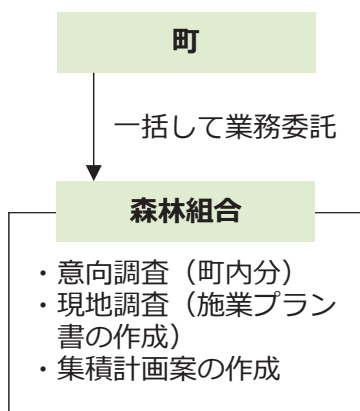 町
一括して業務委託
森林組合
・意向調査（町内分）
・現地調査（施業プラン
書の作成）
・集積計画案の作成